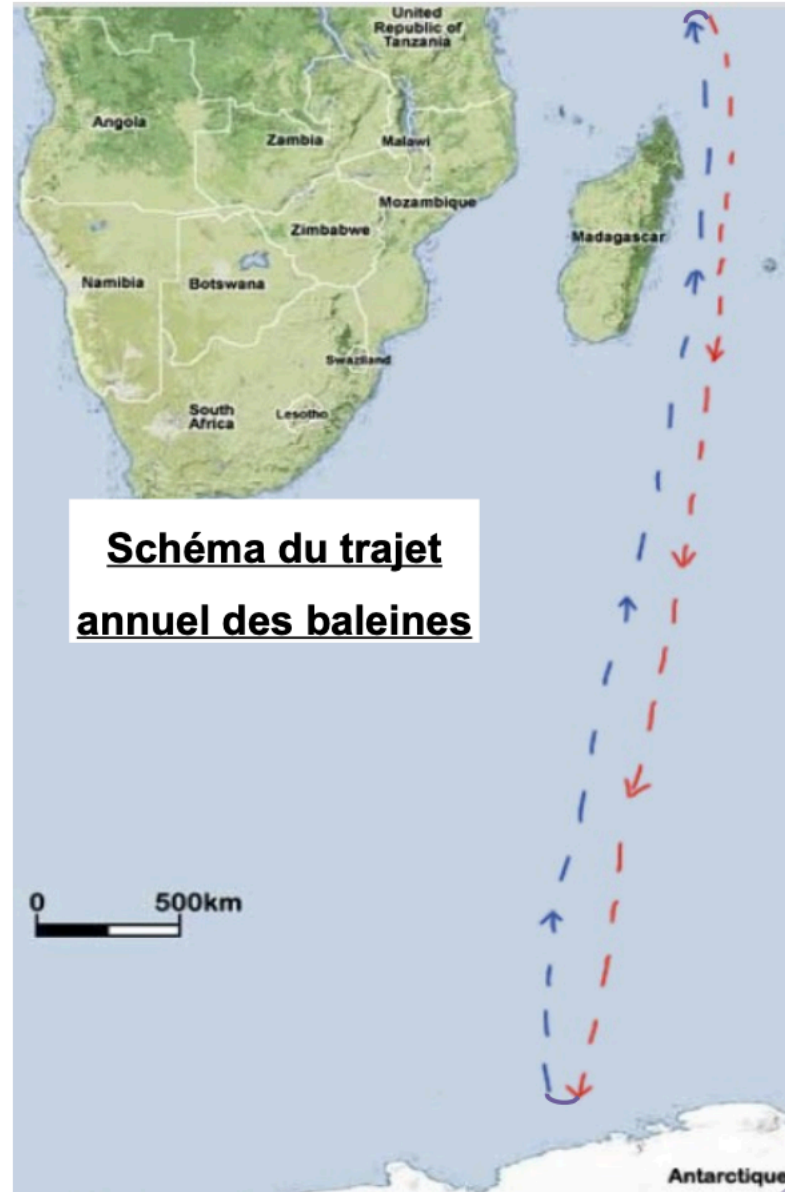 United
Republic of
Tanzania
Angola
Zambia
Malawi
Mozambique
Zimbabwe
Madagascar
Namibia
Botswana
Swaziland
South
Africa
Lesotho
Schéma du trajet
annuel des baleines
0 500km
Antarctique